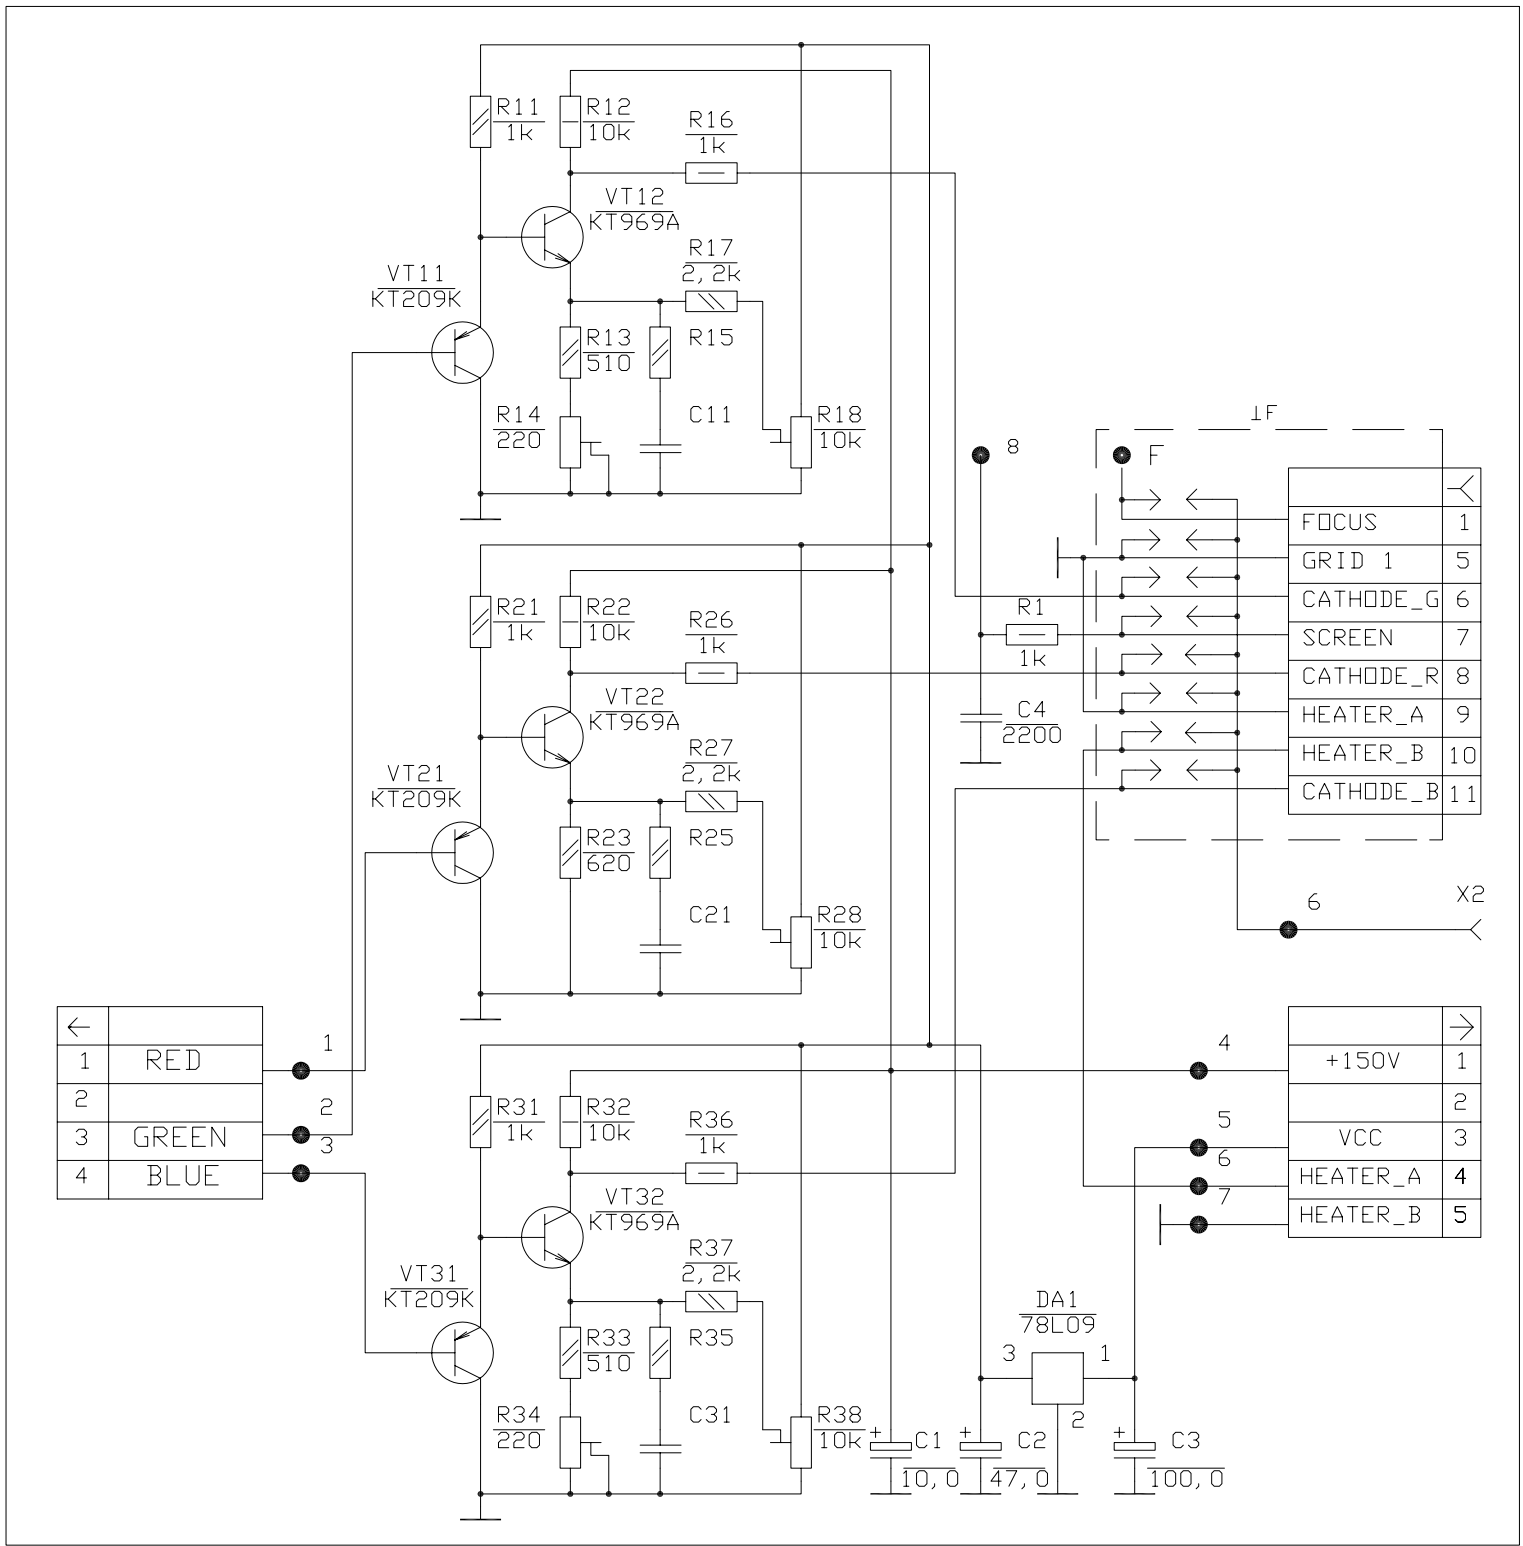 R11
1k
R12
10k
R16
1k
VT12
KT969A
R17
2,2k
VT11
KT209K
R13
510
R15
R14
220
C11
R18
10k
8
F
FOCUS 1
GRID 1 5
CATHODE_G 6
SCREEN 7
CATHODE_R 8
HEATER_A 9
HEATER_B 10
CATHODE_B 11
R1
1k
C4
2200
6
X2
R21
1k
R22
10k
R26
1k
VT22
KT969A
R27
2,2k
VT21
KT209K
R23
620
R25
C21
R28
10k
1 RED
2
3 GREEN
4 BLUE
1
2
3
4
5
6
7
+150V 1
2
VCC 3
HEATER_A 4
HEATER_B 5
R31
1k
R32
10k
R36
1k
VT32
KT969A
R37
2,2k
VT31
KT209K
R33
510
R35
R34
220
C31
R38
10k
DA1
78L09
3
1
2
+
C1
10,0
+
C2
47,0
+
C3
100,0